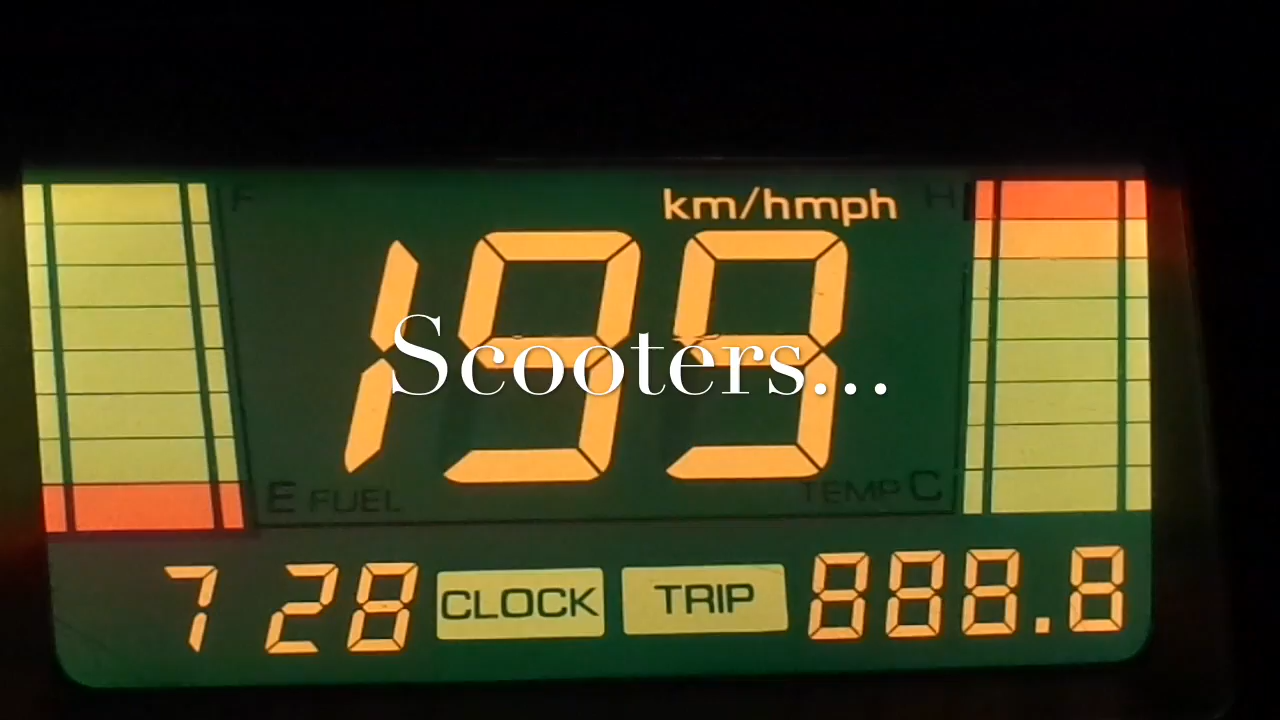 F km/hmph H
199
Scooters...
E FUEL TEMP C
7 28 CLOCK TRIP 888.8